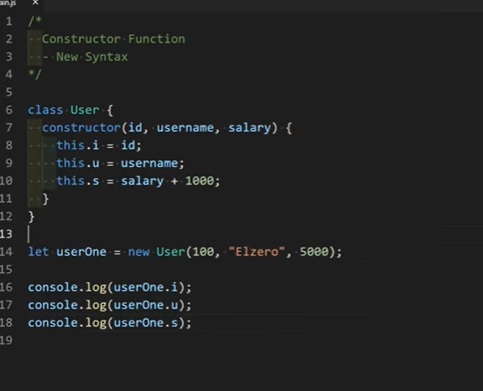 ain.js ×
1 /*
2 Constructor Function
3 - New Syntax
4 */
5
6 class User {
7 constructor(id, username, salary) {
8 this.i = id;
9 this.u = username;
10 this.s = salary + 1000;
11 }
12 }
13
14 let userOne = new User(100, "Elzero", 5000);
15
16 console.log(userOne.i);
17 console.log(userOne.u);
18 console.log(userOne.s);
19